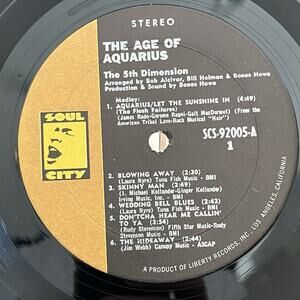 STEREO
THE AGE OF
AQUARIUS
The 5th Dimension
Arranged by Bob Alcivar, Bill Holman & Bones Howe
Production & Sound by Bones Howe
Medley:
1. AQUARIUS/LET THE SUNSHINE IN (4:49)
(The Flesh Failures)
(James Rado-Gerome Ragni-Galt MacDermot) (From the
American Tribal Love-Rock Musical "Hair")
SCS-92005-A
1
SOUL
CITY
2. BLOWING AWAY (2:30)
(Laura Nyro) Tuna Fish Music - BMI
3. SKINNY MAN (2:49)
(L. Michael Kollander-Ginger Kollander)
Irving Music, Inc. - BMI
4. WEDDING BELL BLUES (2:42)
(Laura Nyro) Tuna Fish Music - BMI
5. DON'TCHA HEAR ME CALLIN'
TO YA (3:54)
(Rudy Stevenson) Fifth Star Music-Rudy
Stevenson Music - BMI
6. THE HIDEAWAY (2:44)
(Jim Webb) Canopy Music - ASCAP
A PRODUCT OF LIBERTY RECORDS, INC., LOS ANGELES, CALIFORNIA